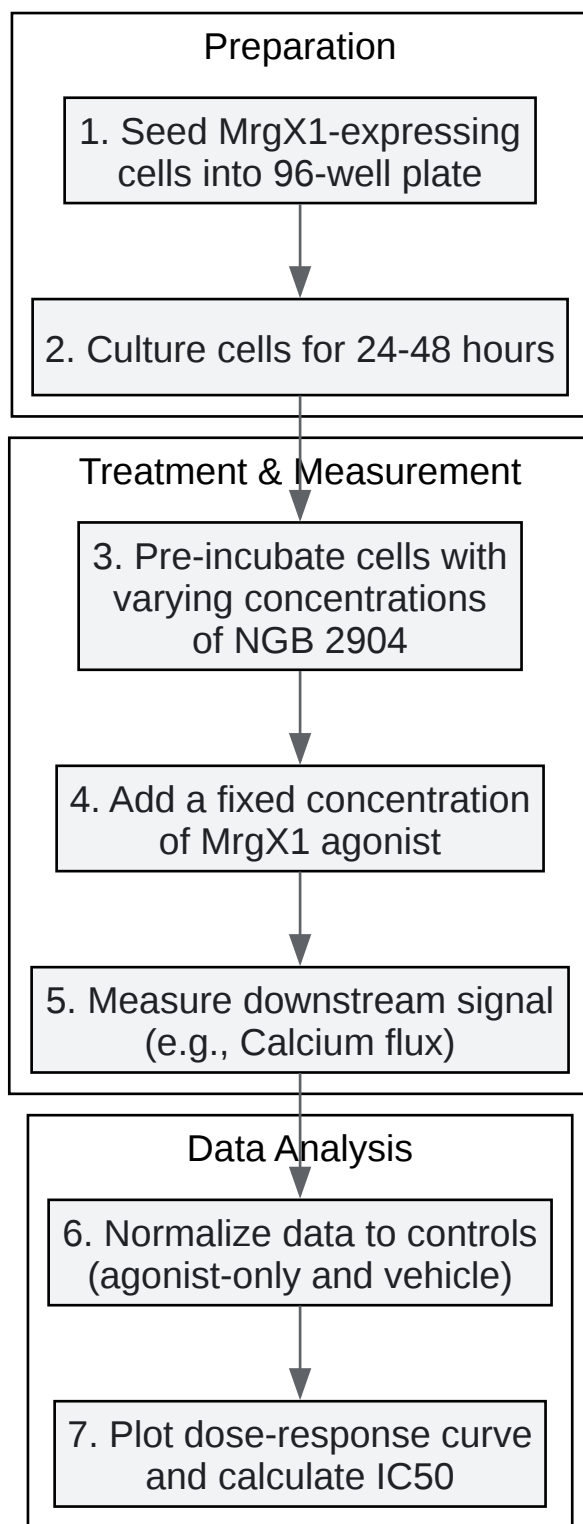 Preparation
1. Seed MrgX1-expressing
cells into 96-well plate
2. Culture cells for 24-48 hours
Treatment & Measurement
3. Pre-incubate cells with
varying concentrations
of NGB 2904
4. Add a fixed concentration
of MrgX1 agonist
5. Measure downstream signal
(e.g., Calcium flux)
Data Analysis
6. Normalize data to controls
(agonist-only and vehicle)
7. Plot dose-response curve
and calculate IC50